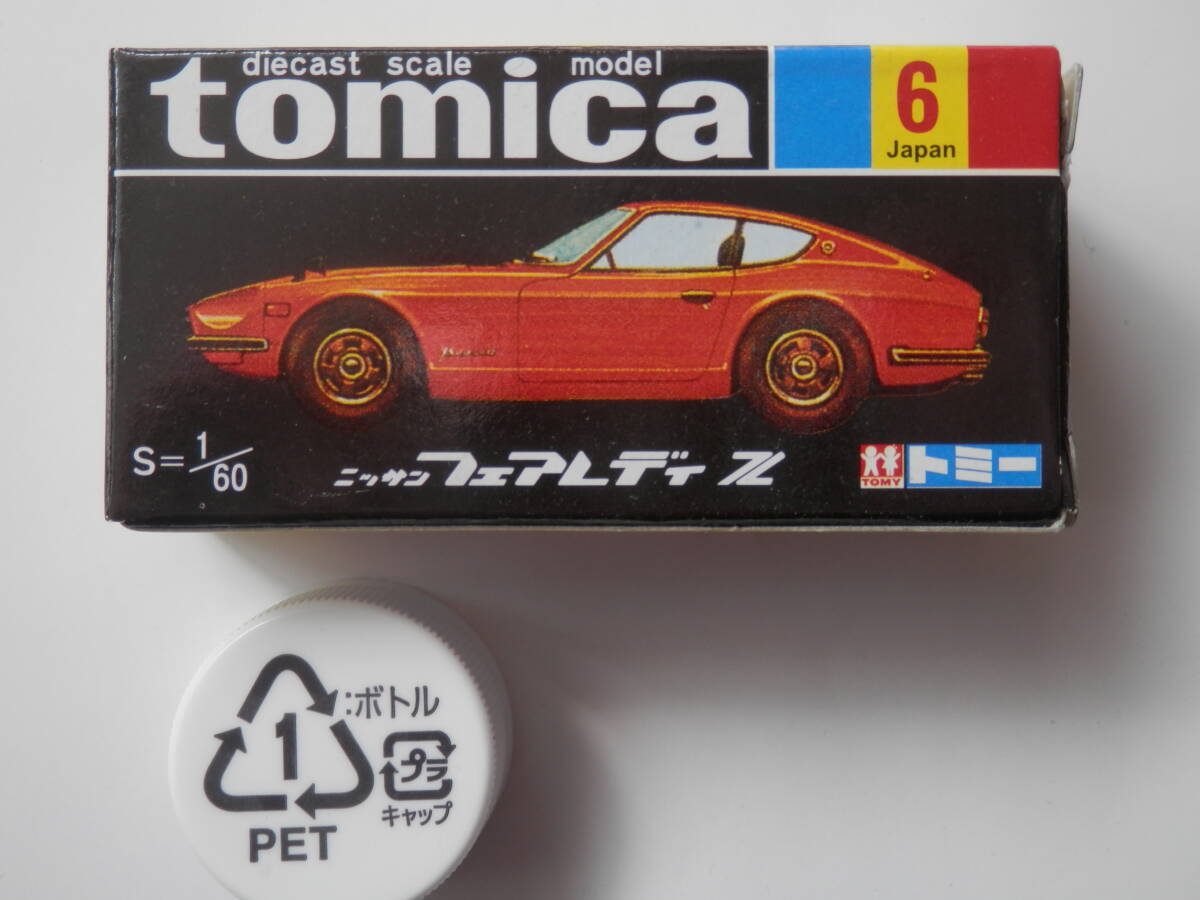 diecast scale model
tomica
6
Japan
S=1/60
ニッサン フェアレディ Z
TOMY
トミー
1
:ボトル
プラ
キャップ
PET